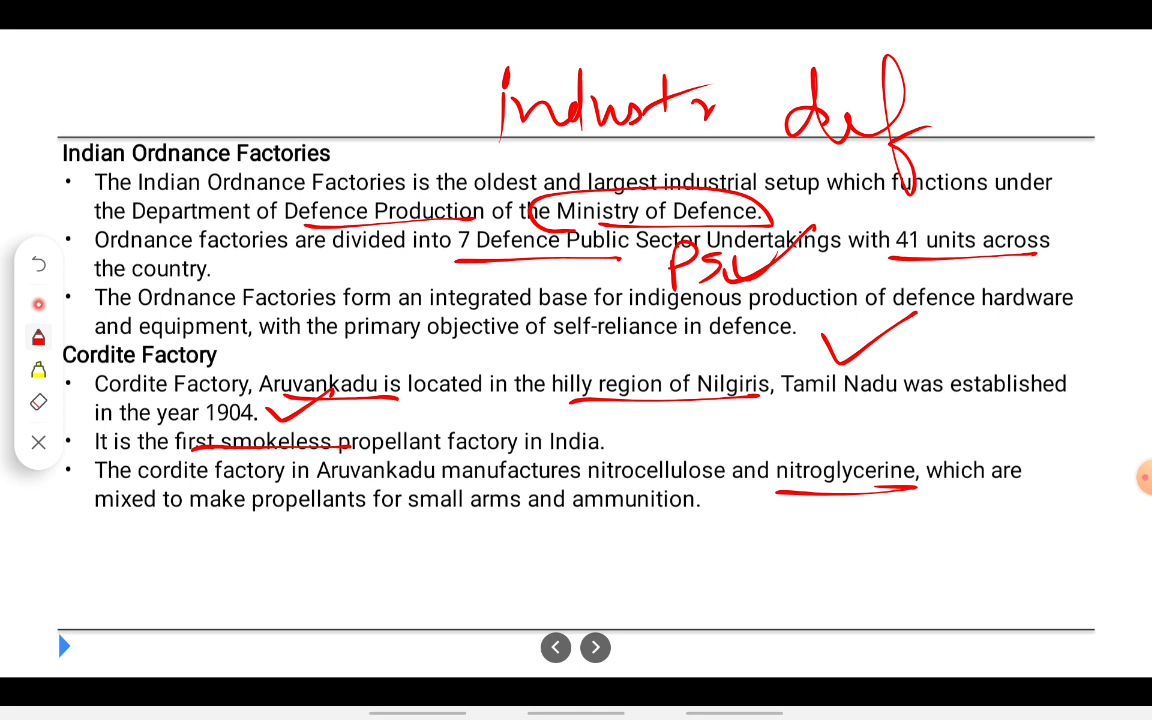 industr def
Indian Ordnance Factories
• The Indian Ordnance Factories is the oldest and largest industrial setup which functions under
the Department of Defence Production of the Ministry of Defence.
• Ordnance factories are divided into 7 Defence Public Sector Undertakings with 41 units across
PSU
the country.
• The Ordnance Factories form an integrated base for indigenous production of defence hardware
and equipment, with the primary objective of self-reliance in defence.
Cordite Factory
• Cordite Factory, Aruvankadu is located in the hilly region of Nilgiris, Tamil Nadu was established
in the year 1904.
• It is the first smokeless propellant factory in India.
• The cordite factory in Aruvankadu manufactures nitrocellulose and nitroglycerine, which are
mixed to make propellants for small arms and ammunition.